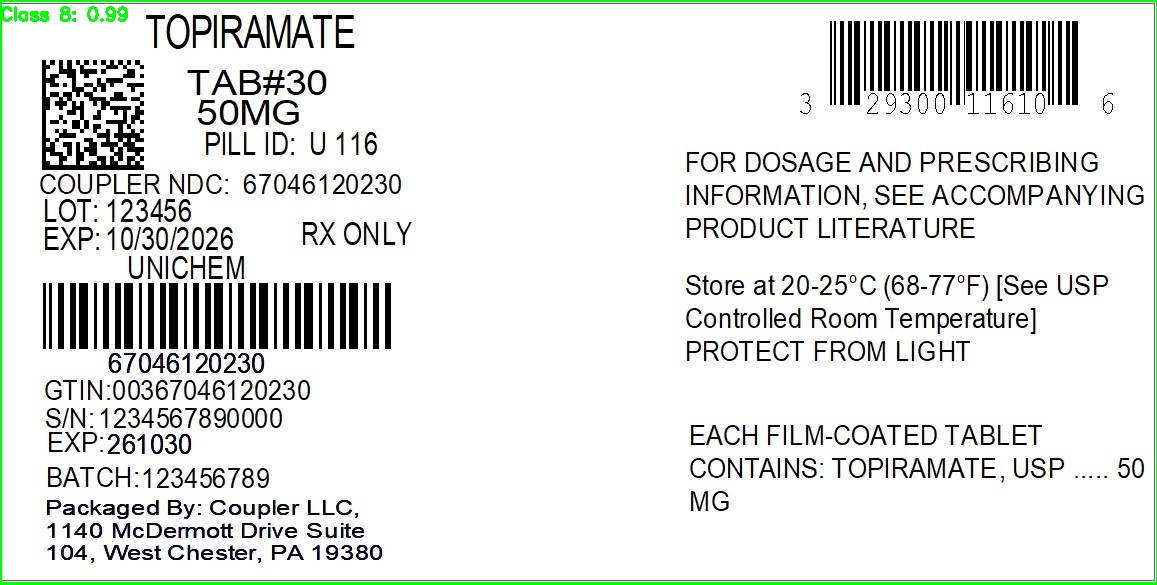 Class 8: 0.99
TOPIRAMATE
TAB#30
50MG
PILL ID: U 116
COUPLER NDC: 67046120230
LOT: 123456
EXP: 10/30/2026
RX ONLY
UNICHEM
67046120230
GTIN:00367046120230
S/N:1234567890000
EXP:261030
BATCH:123456789
Packaged By: Coupler LLC,
1140 McDermott Drive Suite
104, West Chester, PA 19380
3 29300 11610 6
FOR DOSAGE AND PRESCRIBING
INFORMATION, SEE ACCOMPANYING
PRODUCT LITERATURE
Store at 20-25°C (68-77°F) [See USP
Controlled Room Temperature]
PROTECT FROM LIGHT
EACH FILM-COATED TABLET
CONTAINS: TOPIRAMATE, USP ..... 50
MG